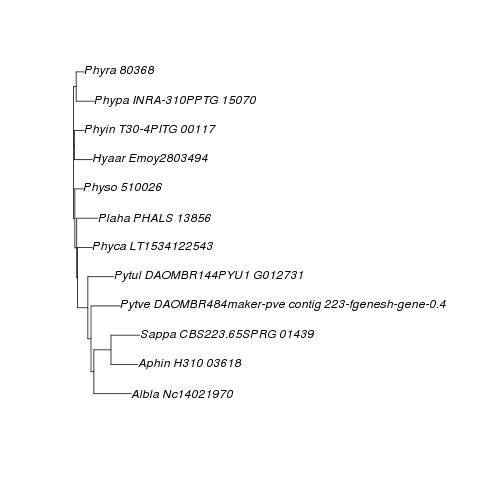 Phyra 80368
Phypa INRA-310PPTG 15070
Phyin T30-4PITG 00117
Hyaar Emoy2803494
Physo 510026
Plaha PHALS 13856
Phyca LT1534122543
Pytul DAOMBR144PYU1 G012731
Pytve DAOMBR484maker-pve contig 223-fgenesh-gene-0.4
Sappa CBS223.65SPRG 01439
Aphin H310 03618
Albla Nc14021970